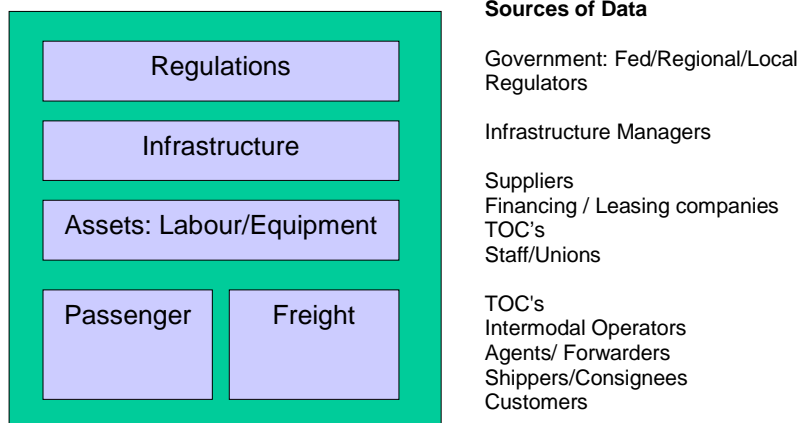 Sources of Data
Regulations
Government: Fed/Regional/Local
Regulators
Infrastructure
Infrastructure Managers
Assets: Labour/Equipment
Suppliers
Financing / Leasing companies
TOC’s
Staff/Unions
Passenger
Freight
TOC's
Intermodal Operators
Agents/ Forwarders
Shippers/Consignees
Customers